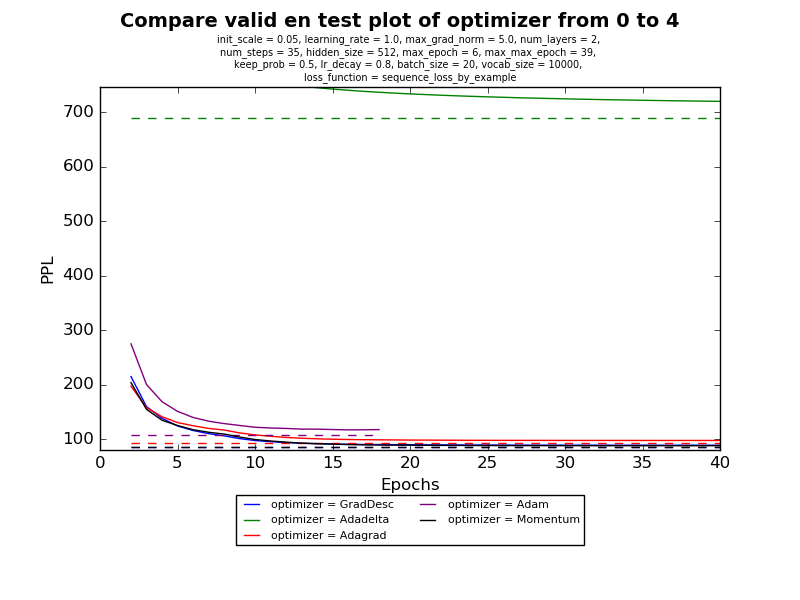 Compare valid en test plot of optimizer from 0 to 4
init_scale = 0.05, learning_rate = 1.0, max_grad_norm = 5.0, num_layers = 2,
num_steps = 35, hidden_size = 512, max_epoch = 6, max_max_epoch = 39,
keep_prob = 0.5, lr_decay = 0.8, batch_size = 20, vocab_size = 10000,
loss_function = sequence_loss_by_example
700
600
500
400
300
200
100
PPL
0 5 10 15 20 25 30 35 40
Epochs
optimizer = GradDesc
optimizer = Adadelta
optimizer = Adagrad
optimizer = Adam
optimizer = Momentum